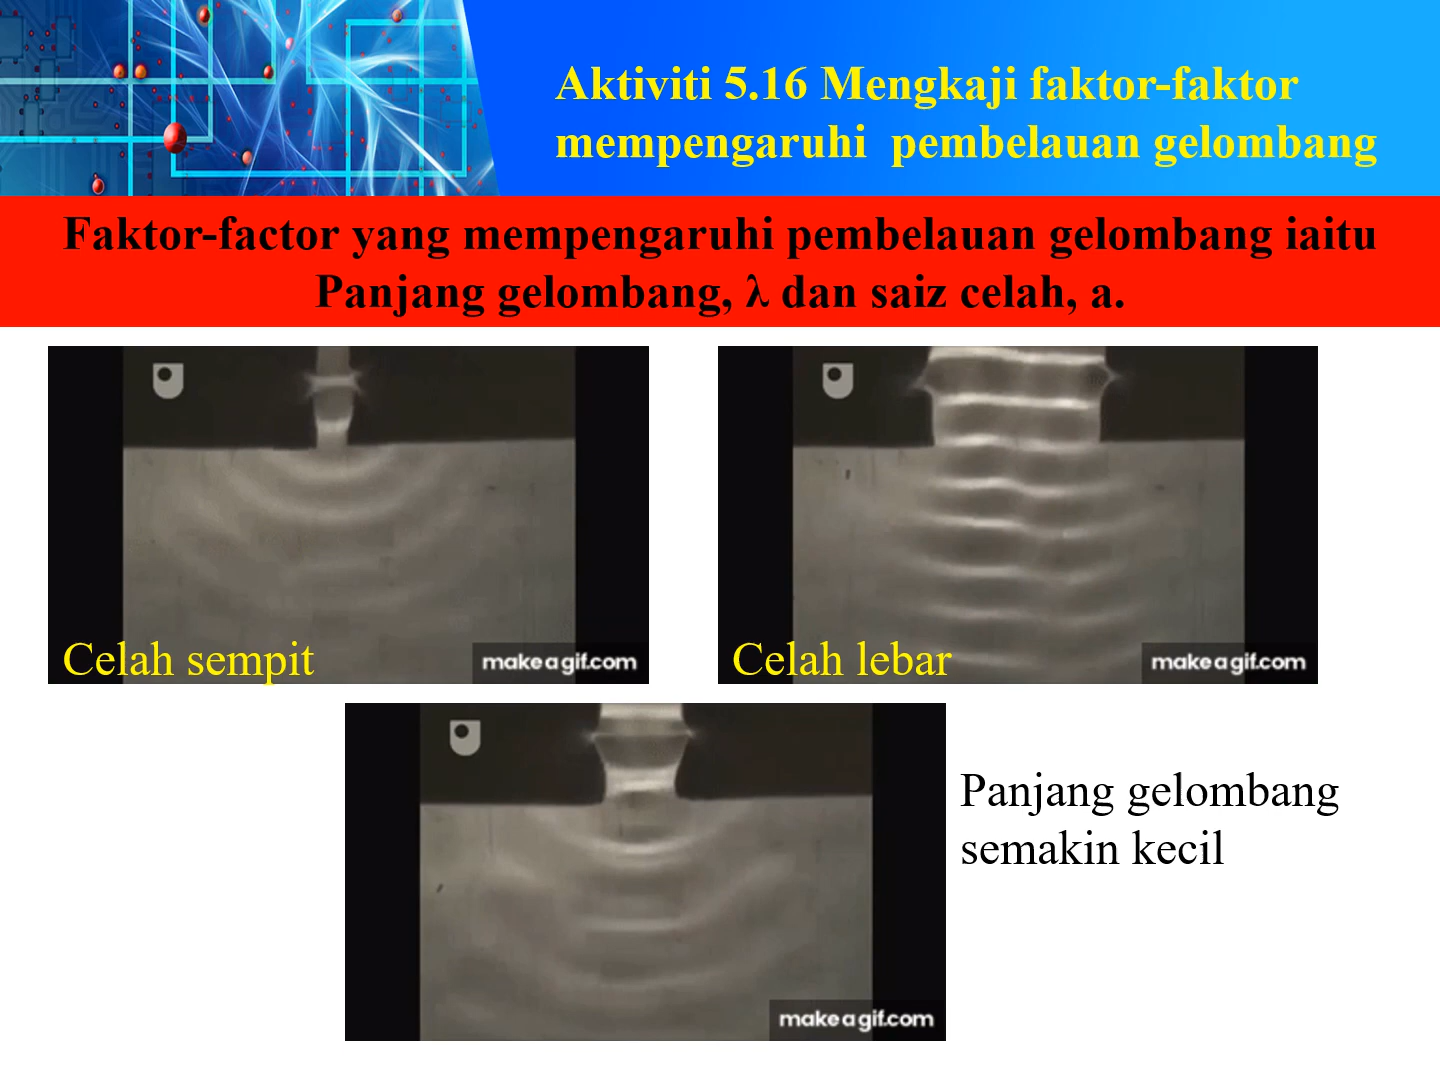 Aktiviti 5.16 Mengkaji faktor-faktor
mempengaruhi  pembelauan gelombang
Faktor-factor yang mempengaruhi pembelauan gelombang iaitu
Panjang gelombang, λ dan saiz celah, a.
Celah sempit
makeagif.com
Celah lebar
makeagif.com
Panjang gelombang
semakin kecil
makeagif.com